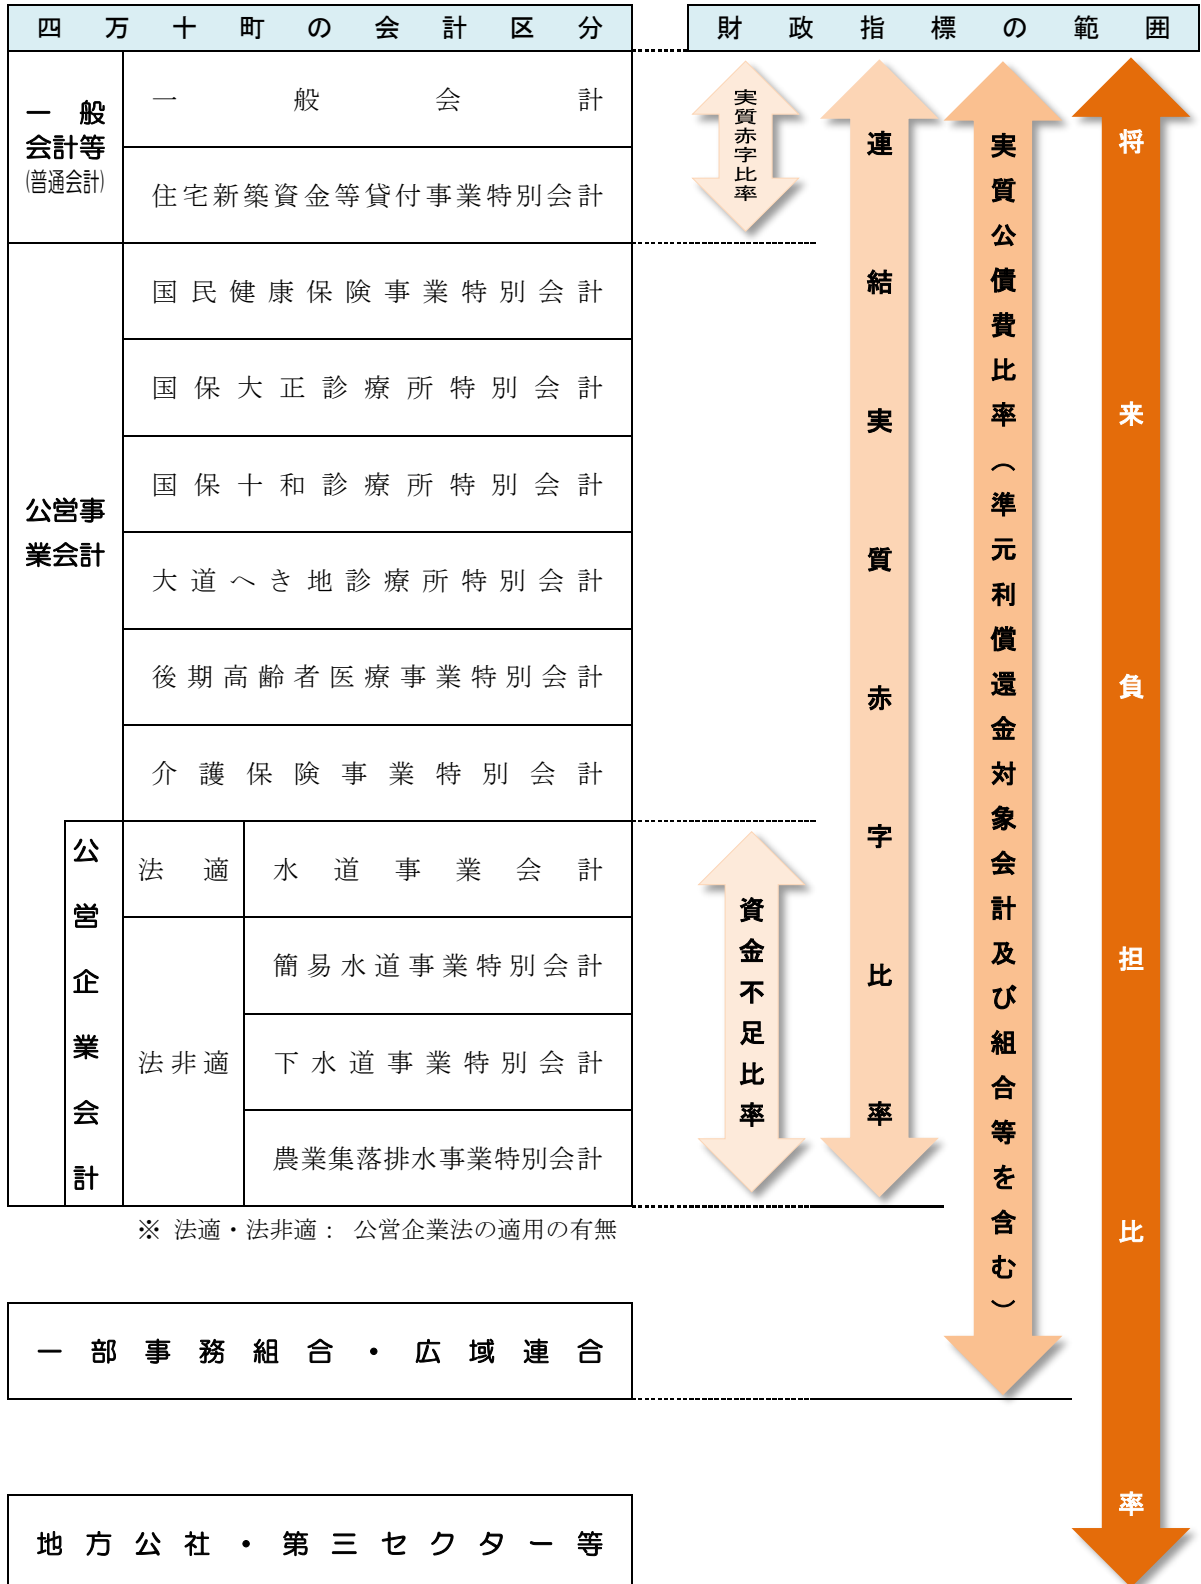 四万十町の会計区分
財政指標の範囲
一般
会計等
(普通会計)
一般会計
住宅新築資金等貸付事業特別会計
公営事
業会計
国民健康保険事業特別会計
国保大正診療所特別会計
国保十和診療所特別会計
大道へき地診療所特別会計
後期高齢者医療事業特別会計
介護保険事業特別会計
公営企業会計
法適
水道事業会計
法非適
簡易水道事業特別会計
下水道事業特別会計
農業集落排水事業特別会計
※ 法適・法非適： 公営企業法の適用の有無
一部事務組合・広域連合
地方公社・第三セクター等
実質赤字比率
資金不足比率
連結実質赤字比率
実質公債費比率（準元利償還金対象会計及び組合等を含む）
将来負担比率